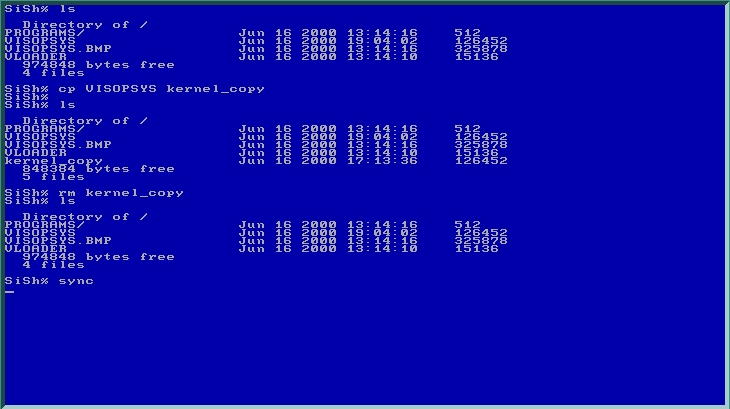 SiSh% ls
Directory of /
PROGRAMS/ Jun 16 2000 13:14:16 512
VISOPSYS Jun 16 2000 19:04:02 126452
VISOPSYS.BMP Jun 16 2000 13:14:16 325878
VLOADER Jun 16 2000 13:14:10 15136
974848 bytes free
4 files
SiSh% cp VISOPSYS kernel_copy
SiSh%
SiSh% ls
Directory of /
PROGRAMS/ Jun 16 2000 13:14:16 512
VISOPSYS Jun 16 2000 19:04:02 126452
VISOPSYS.BMP Jun 16 2000 13:14:16 325878
VLOADER Jun 16 2000 13:14:10 15136
kernel_copy Jun 16 2000 17:13:36 126452
848384 bytes free
5 files
SiSh% rm kernel_copy
SiSh% ls
Directory of /
PROGRAMS/ Jun 16 2000 13:14:16 512
VISOPSYS Jun 16 2000 19:04:02 126452
VISOPSYS.BMP Jun 16 2000 13:14:16 325878
VLOADER Jun 16 2000 13:14:10 15136
974848 bytes free
4 files
SiSh% sync